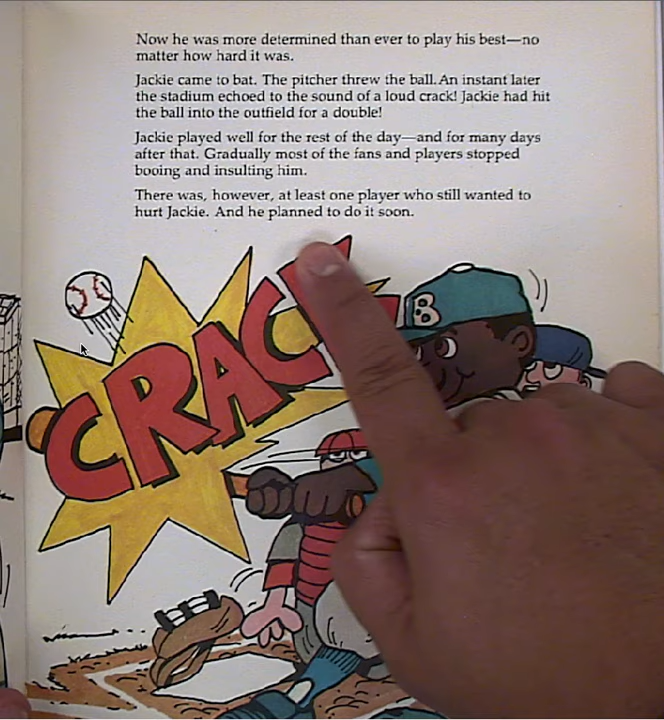 Now he was more determined than ever to play his best—no
matter how hard it was.
Jackie came to bat. The pitcher threw the ball. An instant later
the stadium echoed to the sound of a loud crack! Jackie had hit
the ball into the outfield for a double!
Jackie played well for the rest of the day—and for many days
after that. Gradually most of the fans and players stopped
booing and insulting him.
There was, however, at least one player who still wanted to
hurt Jackie. And he planned to do it soon.
CRACK